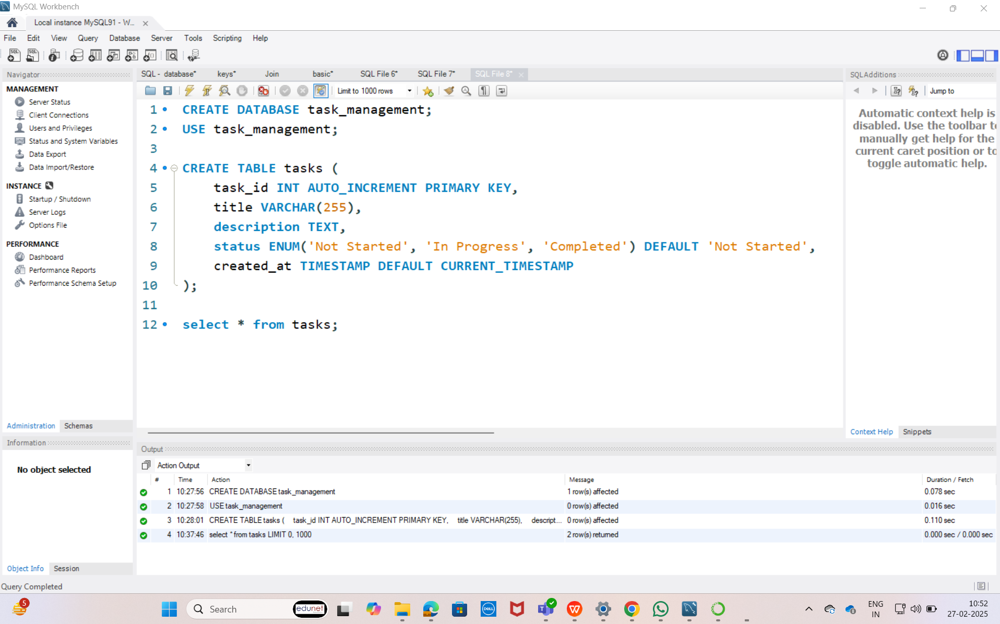 MySQL Workbench
Local instance MySQL91 - W...
File Edit View Query Database Server Tools Scripting Help
Navigator
MANAGEMENT
Server Status
Client Connections
Users and Privileges
Status and System Variables
Data Export
Data Import/Restore
INSTANCE
Startup / Shutdown
Server Logs
Options File
PERFORMANCE
Dashboard
Performance Reports
Performance Schema Setup
Administration Schemas
Information
No object selected
Object Info Session
SQL - database* keys* Join basic* SQL File 6* SQL File 7* SQL File 8*
Limit to 1000 rows
1 CREATE DATABASE task_management;
2 USE task_management;
3
4 CREATE TABLE tasks (
5 task_id INT AUTO_INCREMENT PRIMARY KEY,
6 title VARCHAR(255),
7 description TEXT,
8 status ENUM('Not Started', 'In Progress', 'Completed') DEFAULT 'Not Started',
9 created_at TIMESTAMP DEFAULT CURRENT_TIMESTAMP
10 );
11
12 select * from tasks;
SQLAdditions
Jump to
Automatic context help is
disabled. Use the toolbar to
manually get help for the
current caret position or to
toggle automatic help.
Context Help Snippets
Output
Action Output
# Time Action Message Duration / Fetch
1 10:27:56 CREATE DATABASE task_management 1 row(s) affected 0.078 sec
2 10:27:58 USE task_management 0 row(s) affected 0.016 sec
3 10:28:01 CREATE TABLE tasks ( task_id INT AUTO_INCREMENT PRIMARY KEY, title VARCHAR(255), descript... 0 row(s) affected 0.110 sec
4 10:37:46 select * from tasks LIMIT 0, 1000 2 row(s) returned 0.000 sec / 0.000 sec
Query Completed
5
Search
edunet
DELL
ENG
IN
10:52
27-02-2025